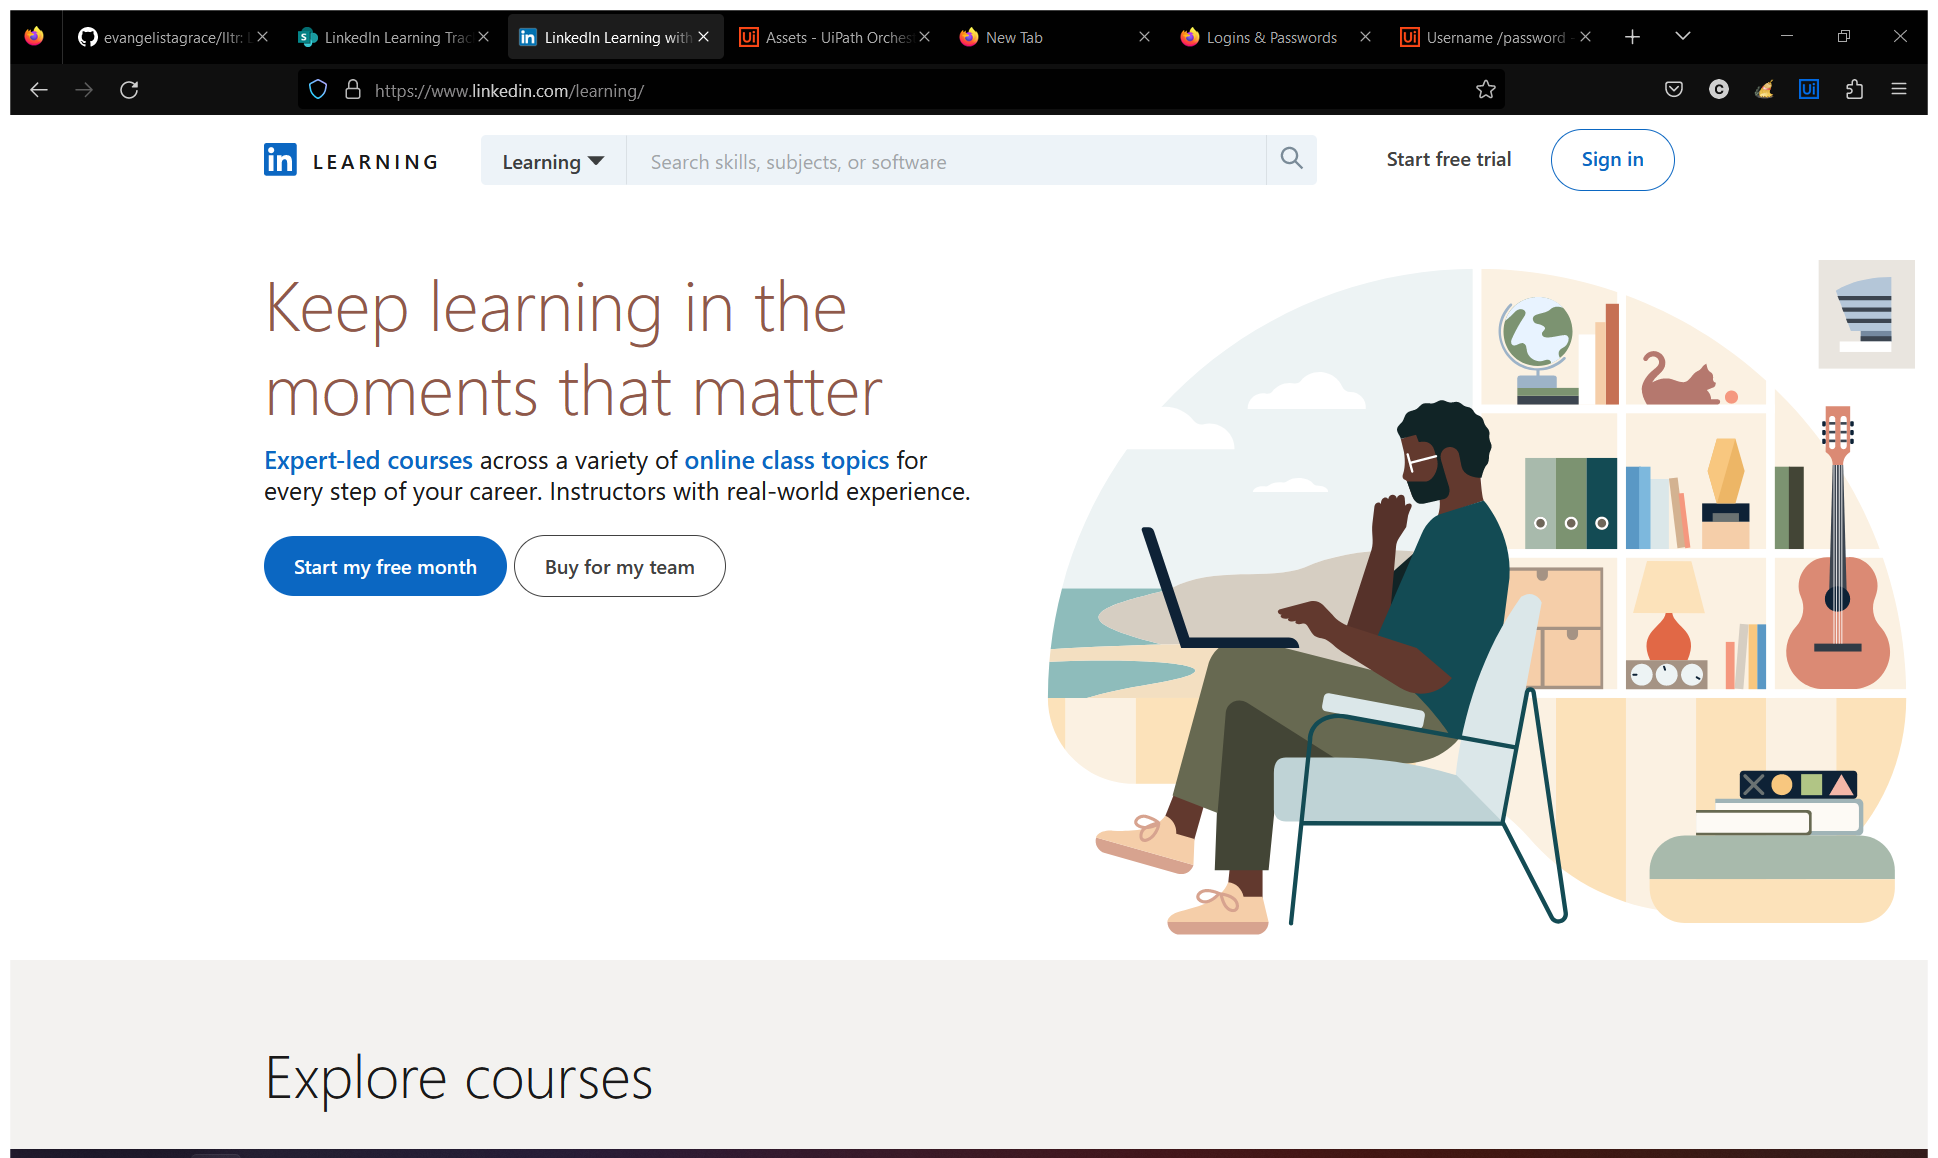 evangelistagrace/lltr: L
LinkedIn Learning Trac
LinkedIn Learning with
Assets - UiPath Orches
New Tab
Logins & Passwords
Username /password -
https://www.linkedin.com/learning/
in LEARNING
Learning
Search skills, subjects, or software
Start free trial
Sign in
Keep learning in the
moments that matter
Expert-led courses across a variety of online class topics for
every step of your career. Instructors with real-world experience.
Start my free month
Buy for my team
Explore courses